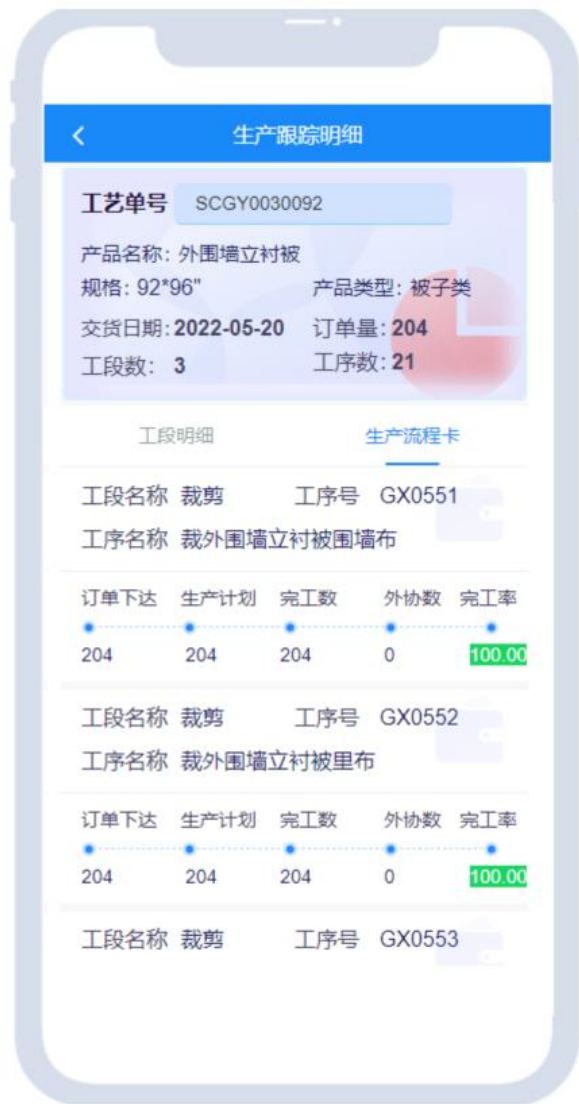 生产跟踪明细
工艺单号 SCGY0030092
产品名称: 外围墙立衬被
规格: 92*96" 产品类型: 被子类
交货日期: 2022-05-20 订单量: 204
工段数: 3 工序数: 21
工段明细 生产流程卡
工段名称 裁剪 工序号 GX0551
工序名称 裁外围墙立衬被围墙布
订单下达 生产计划 完工数 外协数 完工率
204 204 204 0 100.00
工段名称 裁剪 工序号 GX0552
工序名称 裁外围墙立衬被里布
订单下达 生产计划 完工数 外协数 完工率
204 204 204 0 100.00
工段名称 裁剪 工序号 GX0553